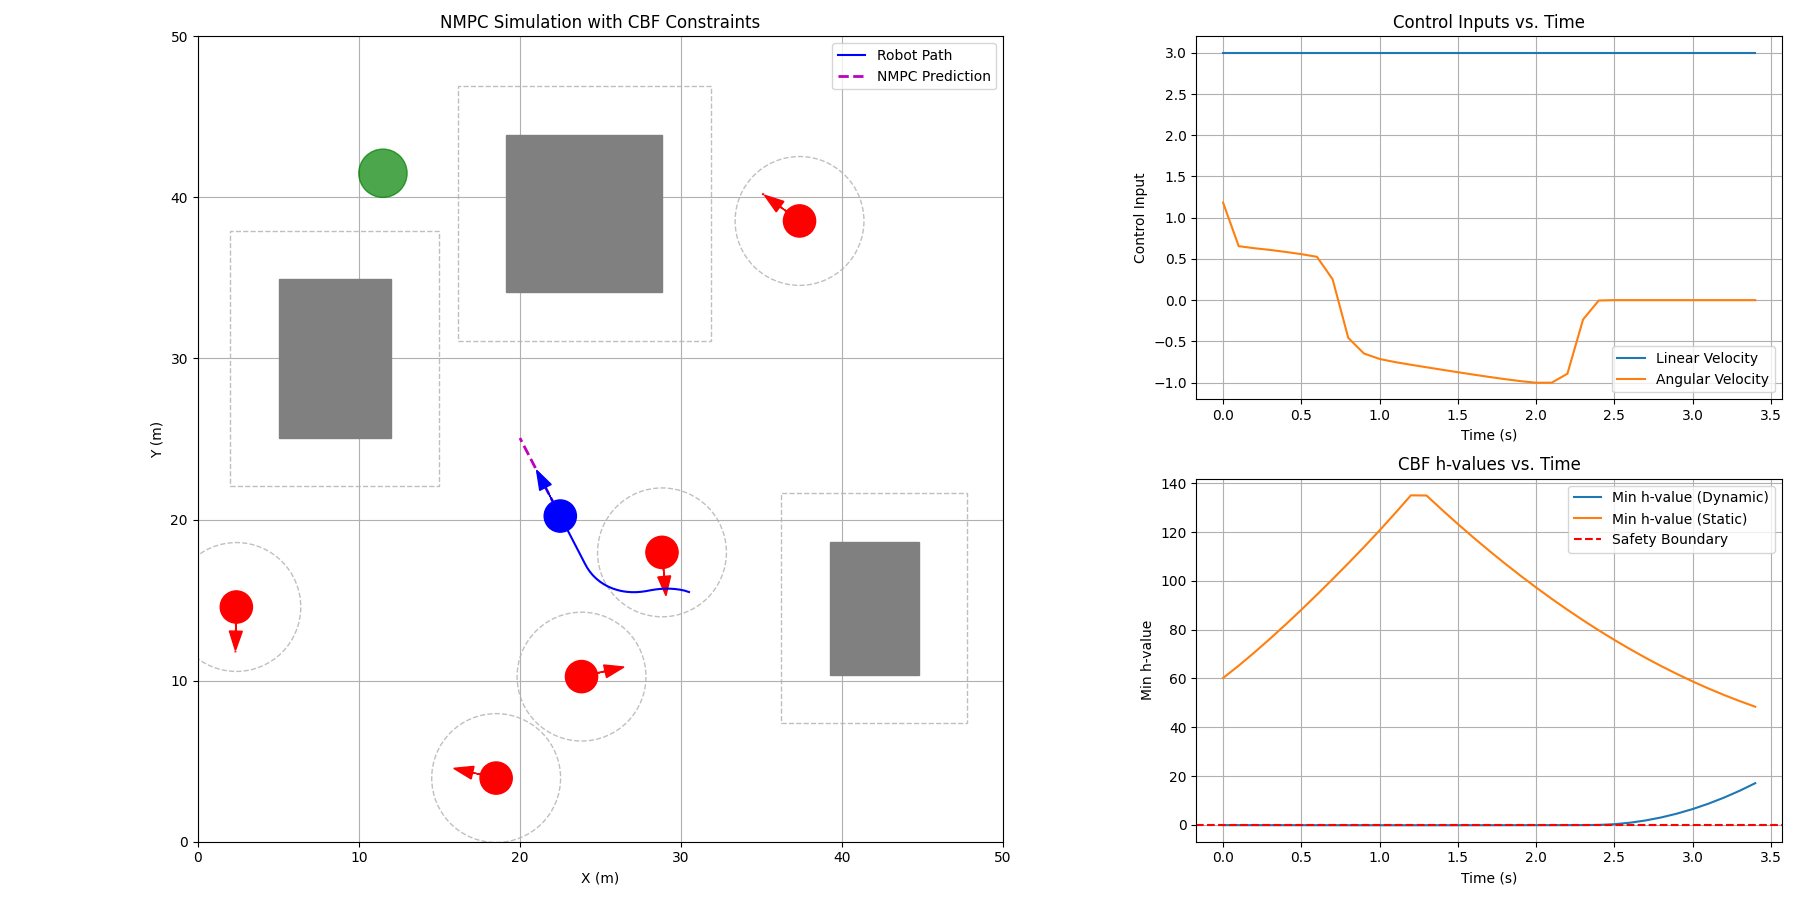 NMPC Simulation with CBF Constraints
50
40
30
20
10
0
Y (m)
0 10 20 30 40 50
X (m)
Robot Path
NMPC Prediction
Control Inputs vs. Time
3.0
2.5
2.0
1.5
1.0
0.5
0.0
−0.5
−1.0
Control Input
Linear Velocity
Angular Velocity
0.0 0.5 1.0 1.5 2.0 2.5 3.0 3.5
Time (s)
CBF h-values vs. Time
140
120
100
80
60
40
20
0
Min h-value
Min h-value (Dynamic)
Min h-value (Static)
Safety Boundary
0.0 0.5 1.0 1.5 2.0 2.5 3.0 3.5
Time (s)